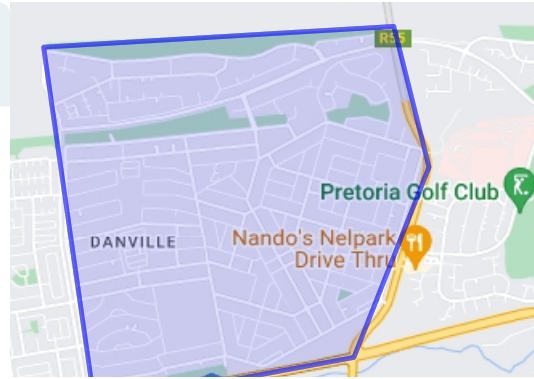 R55
Pretoria Golf Club
DANVILLE
Nando's Nelpark
Drive Thru